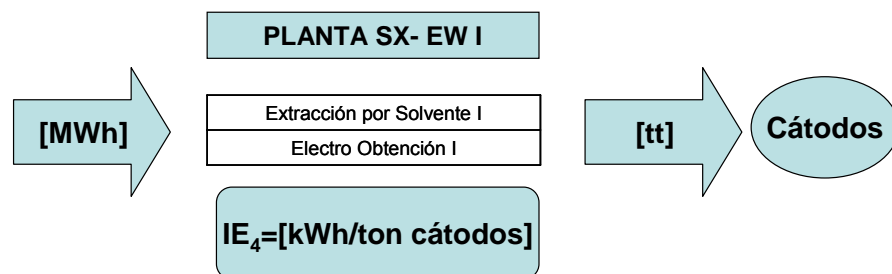 PLANTA SX- EW I
[MWh]
Extracción por Solvente I
Electro Obtención I
[tt]
Cátodos
IE₄=[kWh/ton cátodos]